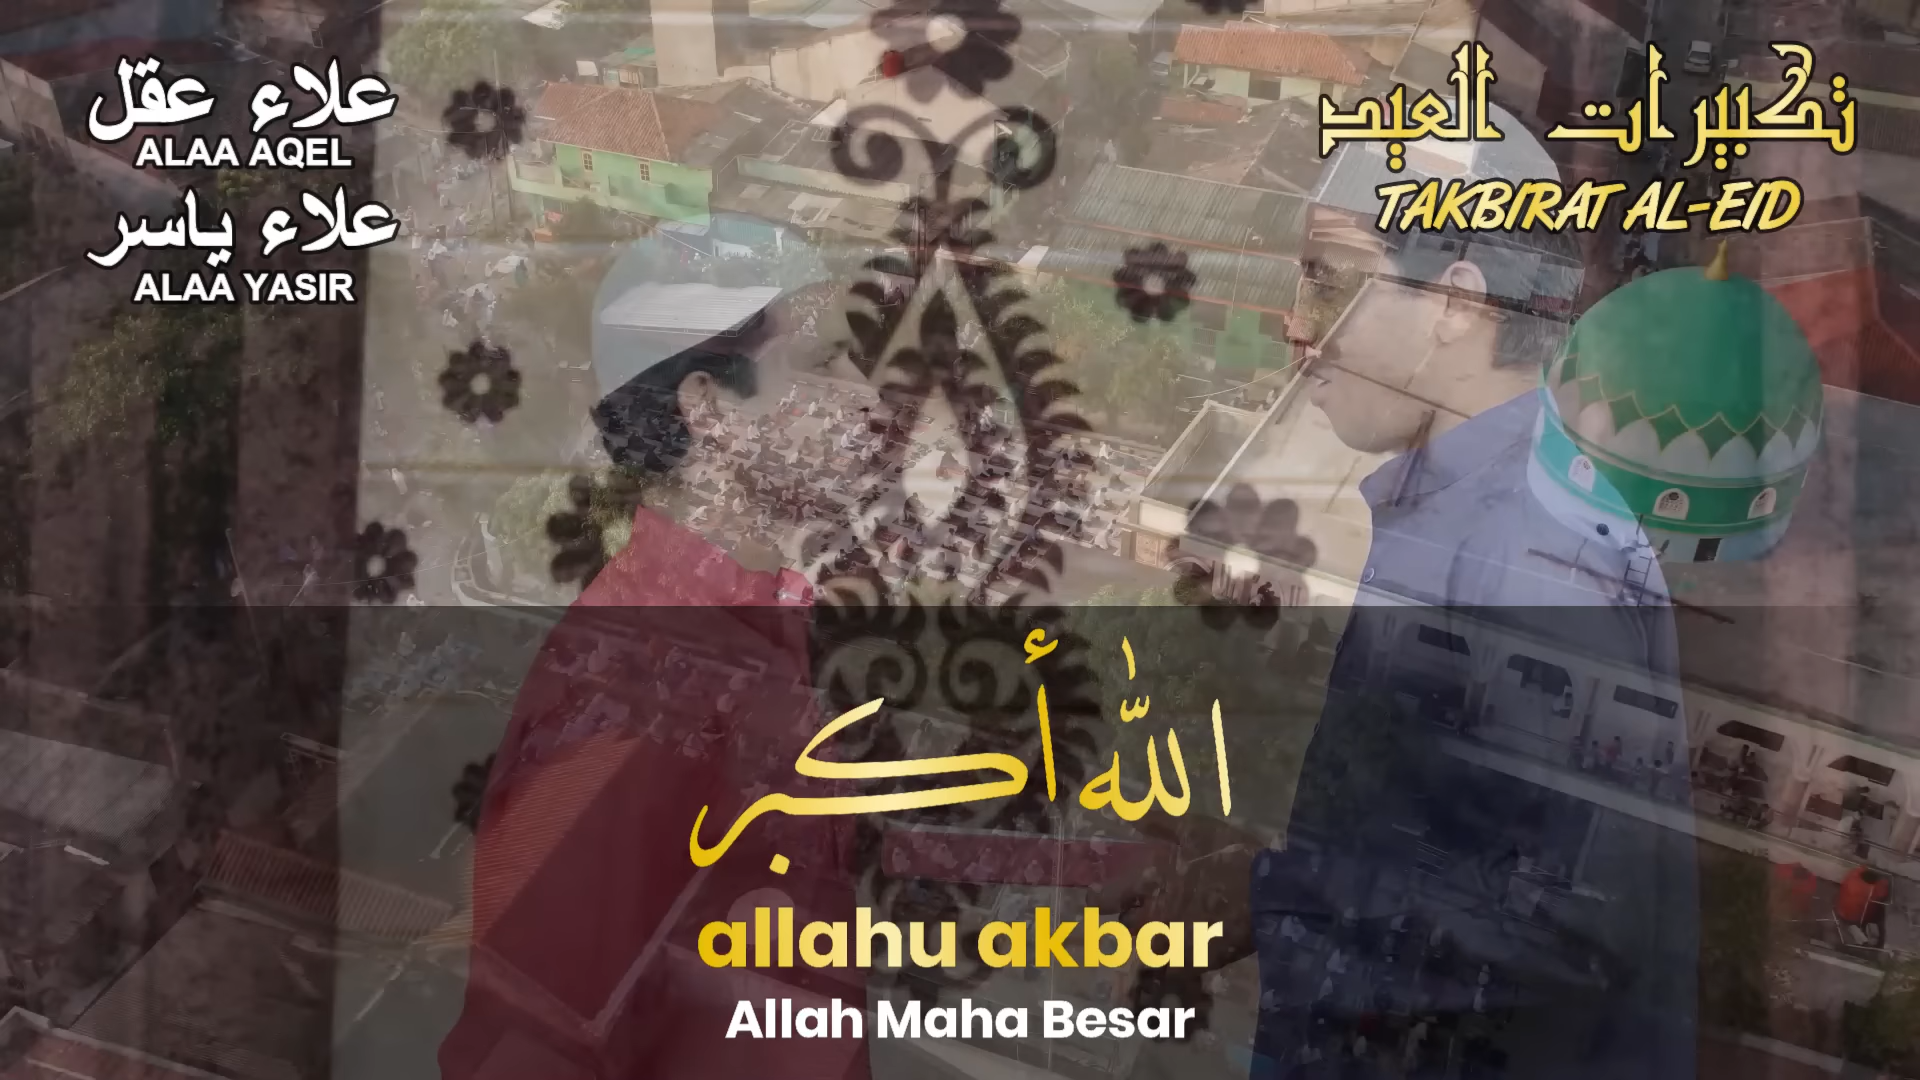 علاء عقل
ALAA AQEL
علاء ياسر
ALAA YASIR
تكبيرات العيد
TAKBIRAT AL-EID
اللّٰه أكبر
allahu akbar
Allah Maha Besar